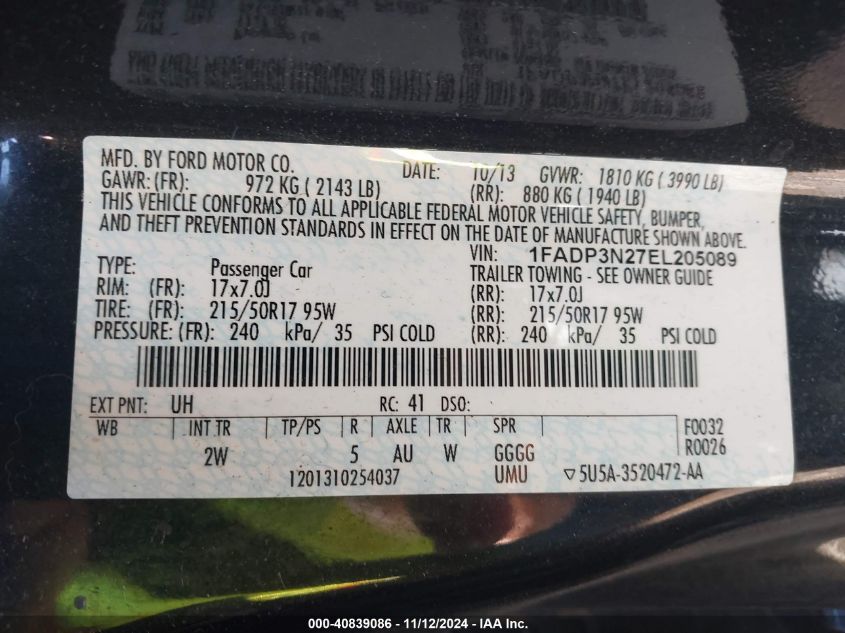 MFD. BY FORD MOTOR CO. DATE: 10/13 GVWR: 1810 KG ( 3990 LB)
GAWR: (FR): 972 KG ( 2143 LB) (RR): 880 KG ( 1940 LB)
THIS VEHICLE CONFORMS TO ALL APPLICABLE FEDERAL MOTOR VEHICLE SAFETY, BUMPER,
AND THEFT PREVENTION STANDARDS IN EFFECT ON THE DATE OF MANUFACTURE SHOWN ABOVE.
VIN: 1FADP3N27EL205089
TYPE: Passenger Car TRAILER TOWING - SEE OWNER GUIDE
RIM: (FR): 17x7.0J (RR): 17x7.0J
TIRE: (FR): 215/50R17 95W (RR): 215/50R17 95W
PRESSURE: (FR): 240 kPa/ 35 PSI COLD (RR): 240 kPa/ 35 PSI COLD
EXT PNT: UH RC: 41 DSO:
WB INT TR TP/PS R AXLE TR SPR F0032
2W 5 AU W GGGG R0026
1201310254037 UMU ▽5U5A-3520472-AA
000-40839086 - 11/12/2024 - IAA Inc.